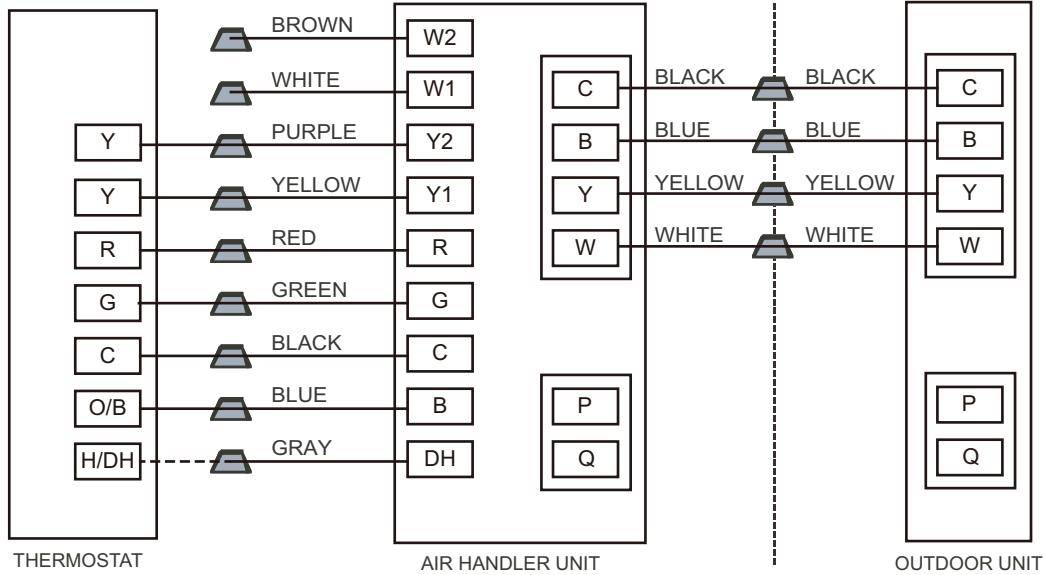 BROWN
W2
WHITE
W1
C
BLACK
BLACK
C
Y
PURPLE
Y2
B
BLUE
BLUE
B
Y
YELLOW
Y1
Y
YELLOW
YELLOW
Y
R
RED
R
W
WHITE
WHITE
W
G
GREEN
G
C
BLACK
C
O/B
BLUE
B
P
P
H/DH
GRAY
DH
Q
Q
THERMOSTAT
AIR HANDLER UNIT
OUTDOOR UNIT